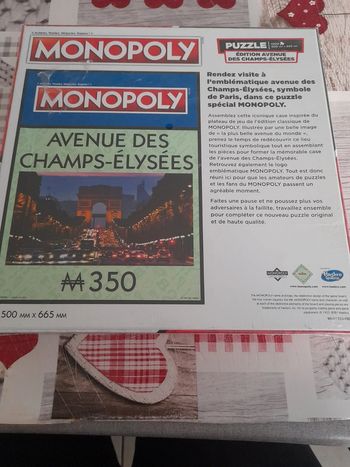 MONOPOLY
PUZZLE
ÉDITION AVENUE
DES CHAMPS-ÉLYSÉES
MONOPOLY
AVENUE DES
CHAMPS-ÉLYSÉES
350
500 MM X 665 MM
Rendez visite à
l'emblématique avenue des
Champs-Élysées, symbole
de Paris, dans ce puzzle
spécial MONOPOLY.
Assemblez cette iconique case inspirée du
plateau de jeu de l'édition classique de
MONOPOLY. Illustrée par une belle image
de « la plus belle avenue du monde »,
prenez le temps de redécouvrir ce lieu
touristique symbolique tout en assemblant
les pièces pour former la mémorable case
de l'avenue des Champs-Élysées.
Retrouvez également le logo
emblématique MONOPOLY. Tout est donc
réuni ici pour que les amateurs de puzzles
et les fans du MONOPOLY passent un
agréable moment.
Faites une pause et ne poussez plus vos
adversaires à la faillite, travaillez ensemble
pour compléter ce nouveau puzzle original
et de haute qualité.